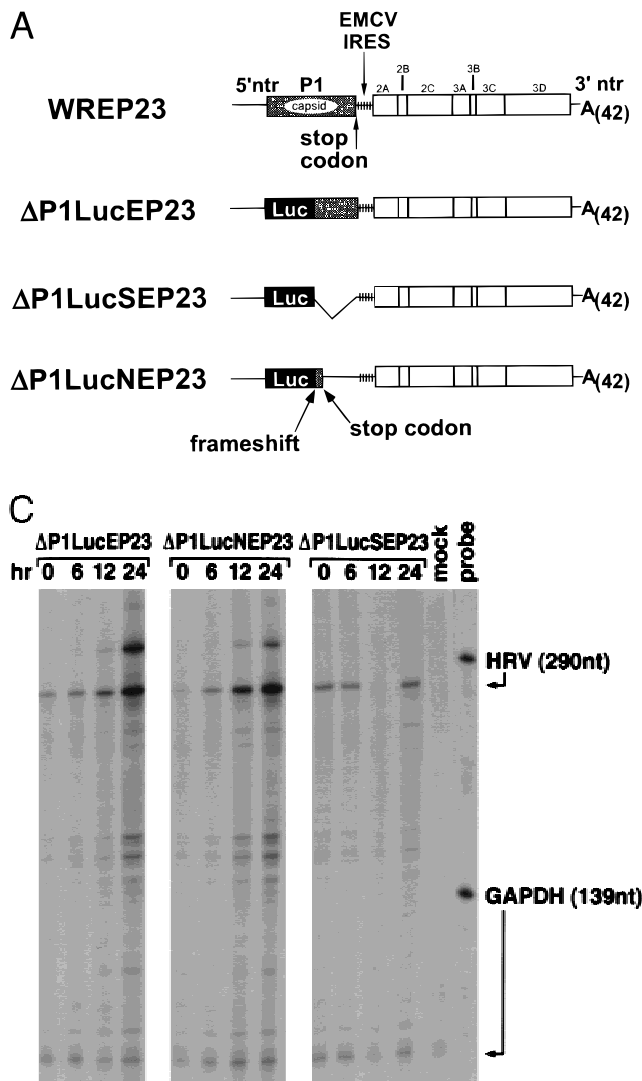 A
EMCV
IRES
5'ntr P1 2B 3B 3' ntr
WREP23 capsid 2A 2C 3A 3C 3D A(42)
stop
codon
ΔP1LucEP23 Luc A(42)
ΔP1LucSEP23 Luc A(42)
ΔP1LucNEP23 Luc A(42)
frameshift stop codon
C
ΔP1LucEP23 ΔP1LucNEP23 ΔP1LucSEP23 mock probe
hr 0 6 12 24 0 6 12 24 0 6 12 24
HRV (290nt)
GAPDH (139nt)